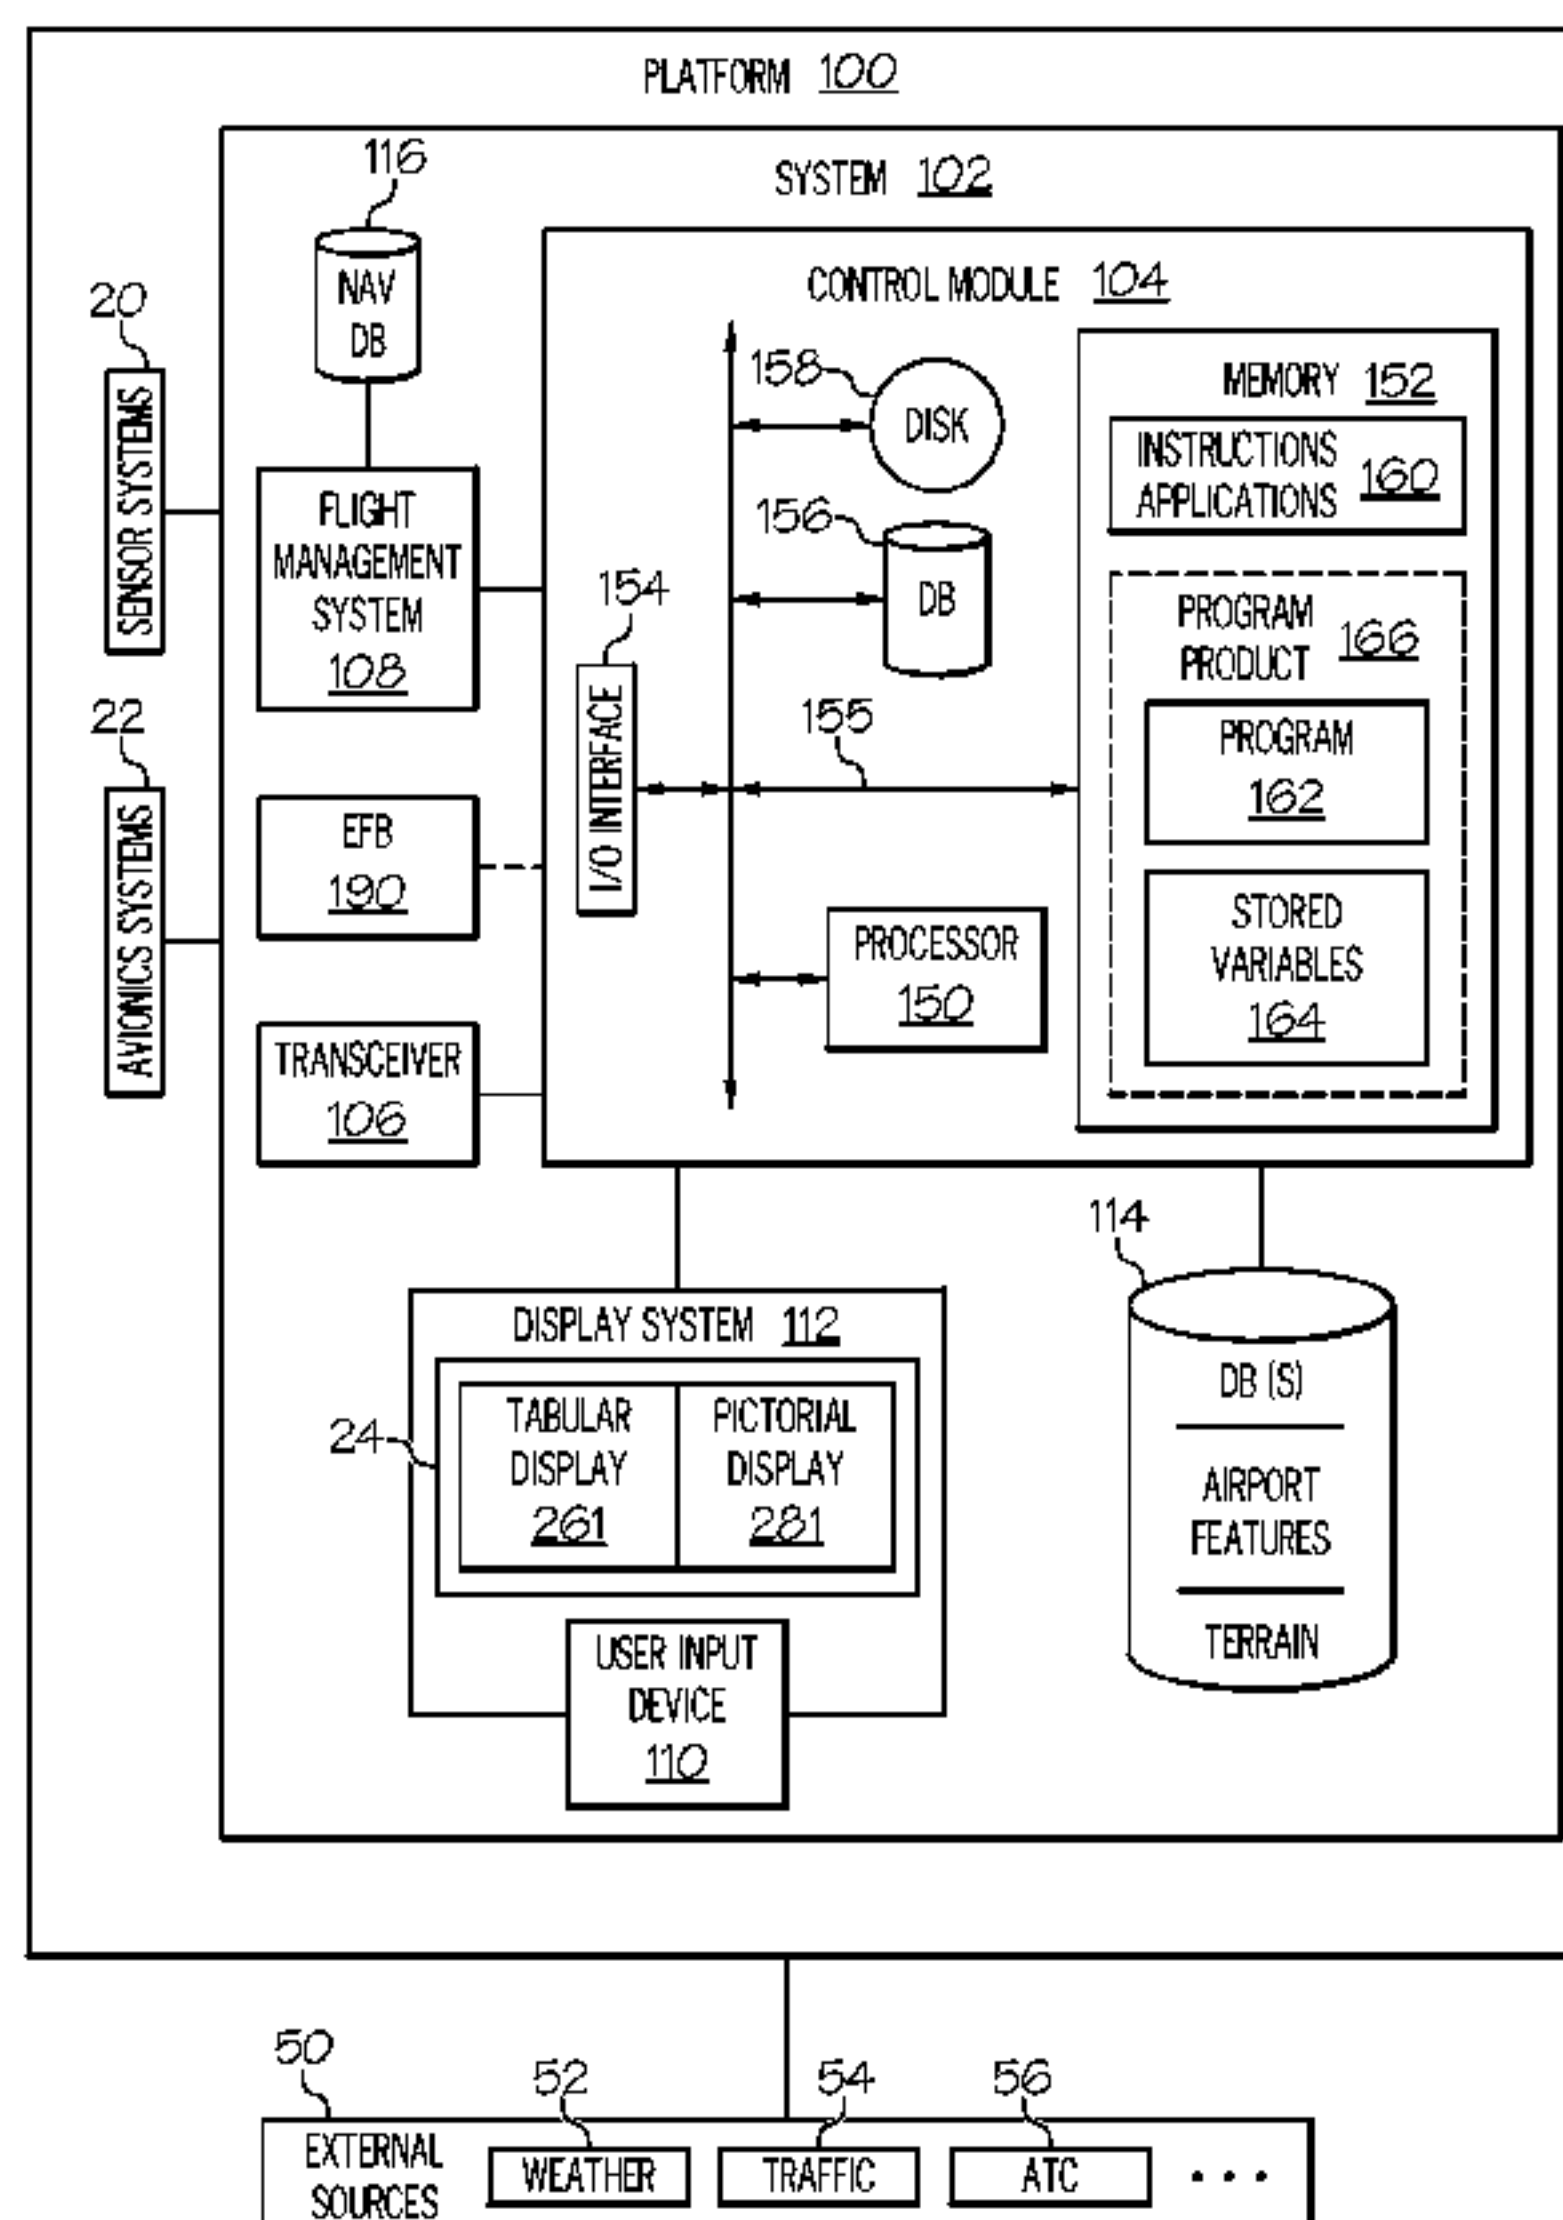 PLATFORM 100
SYSTEM 102
116
NAV
DB
20
SENSOR SYSTEMS
22
AVIONICS SYSTEMS
FLIGHT
MANAGEMENT
SYSTEM
108
EFB
190
TRANSCEIVER
106
CONTROL MODULE 104
158
DISK
156
DB
154
I/O INTERFACE
155
PROCESSOR
150
MEMORY 152
INSTRUCTIONS
APPLICATIONS 160
PROGRAM
PRODUCT 166
PROGRAM
162
STORED
VARIABLES
164
DISPLAY SYSTEM 112
24
TABULAR
DISPLAY
261
PICTORIAL
DISPLAY
281
USER INPUT
DEVICE
110
114
DB (S)
AIRPORT
FEATURES
TERRAIN
50
EXTERNAL
SOURCES
52
WEATHER
54
TRAFFIC
56
ATC
• • •